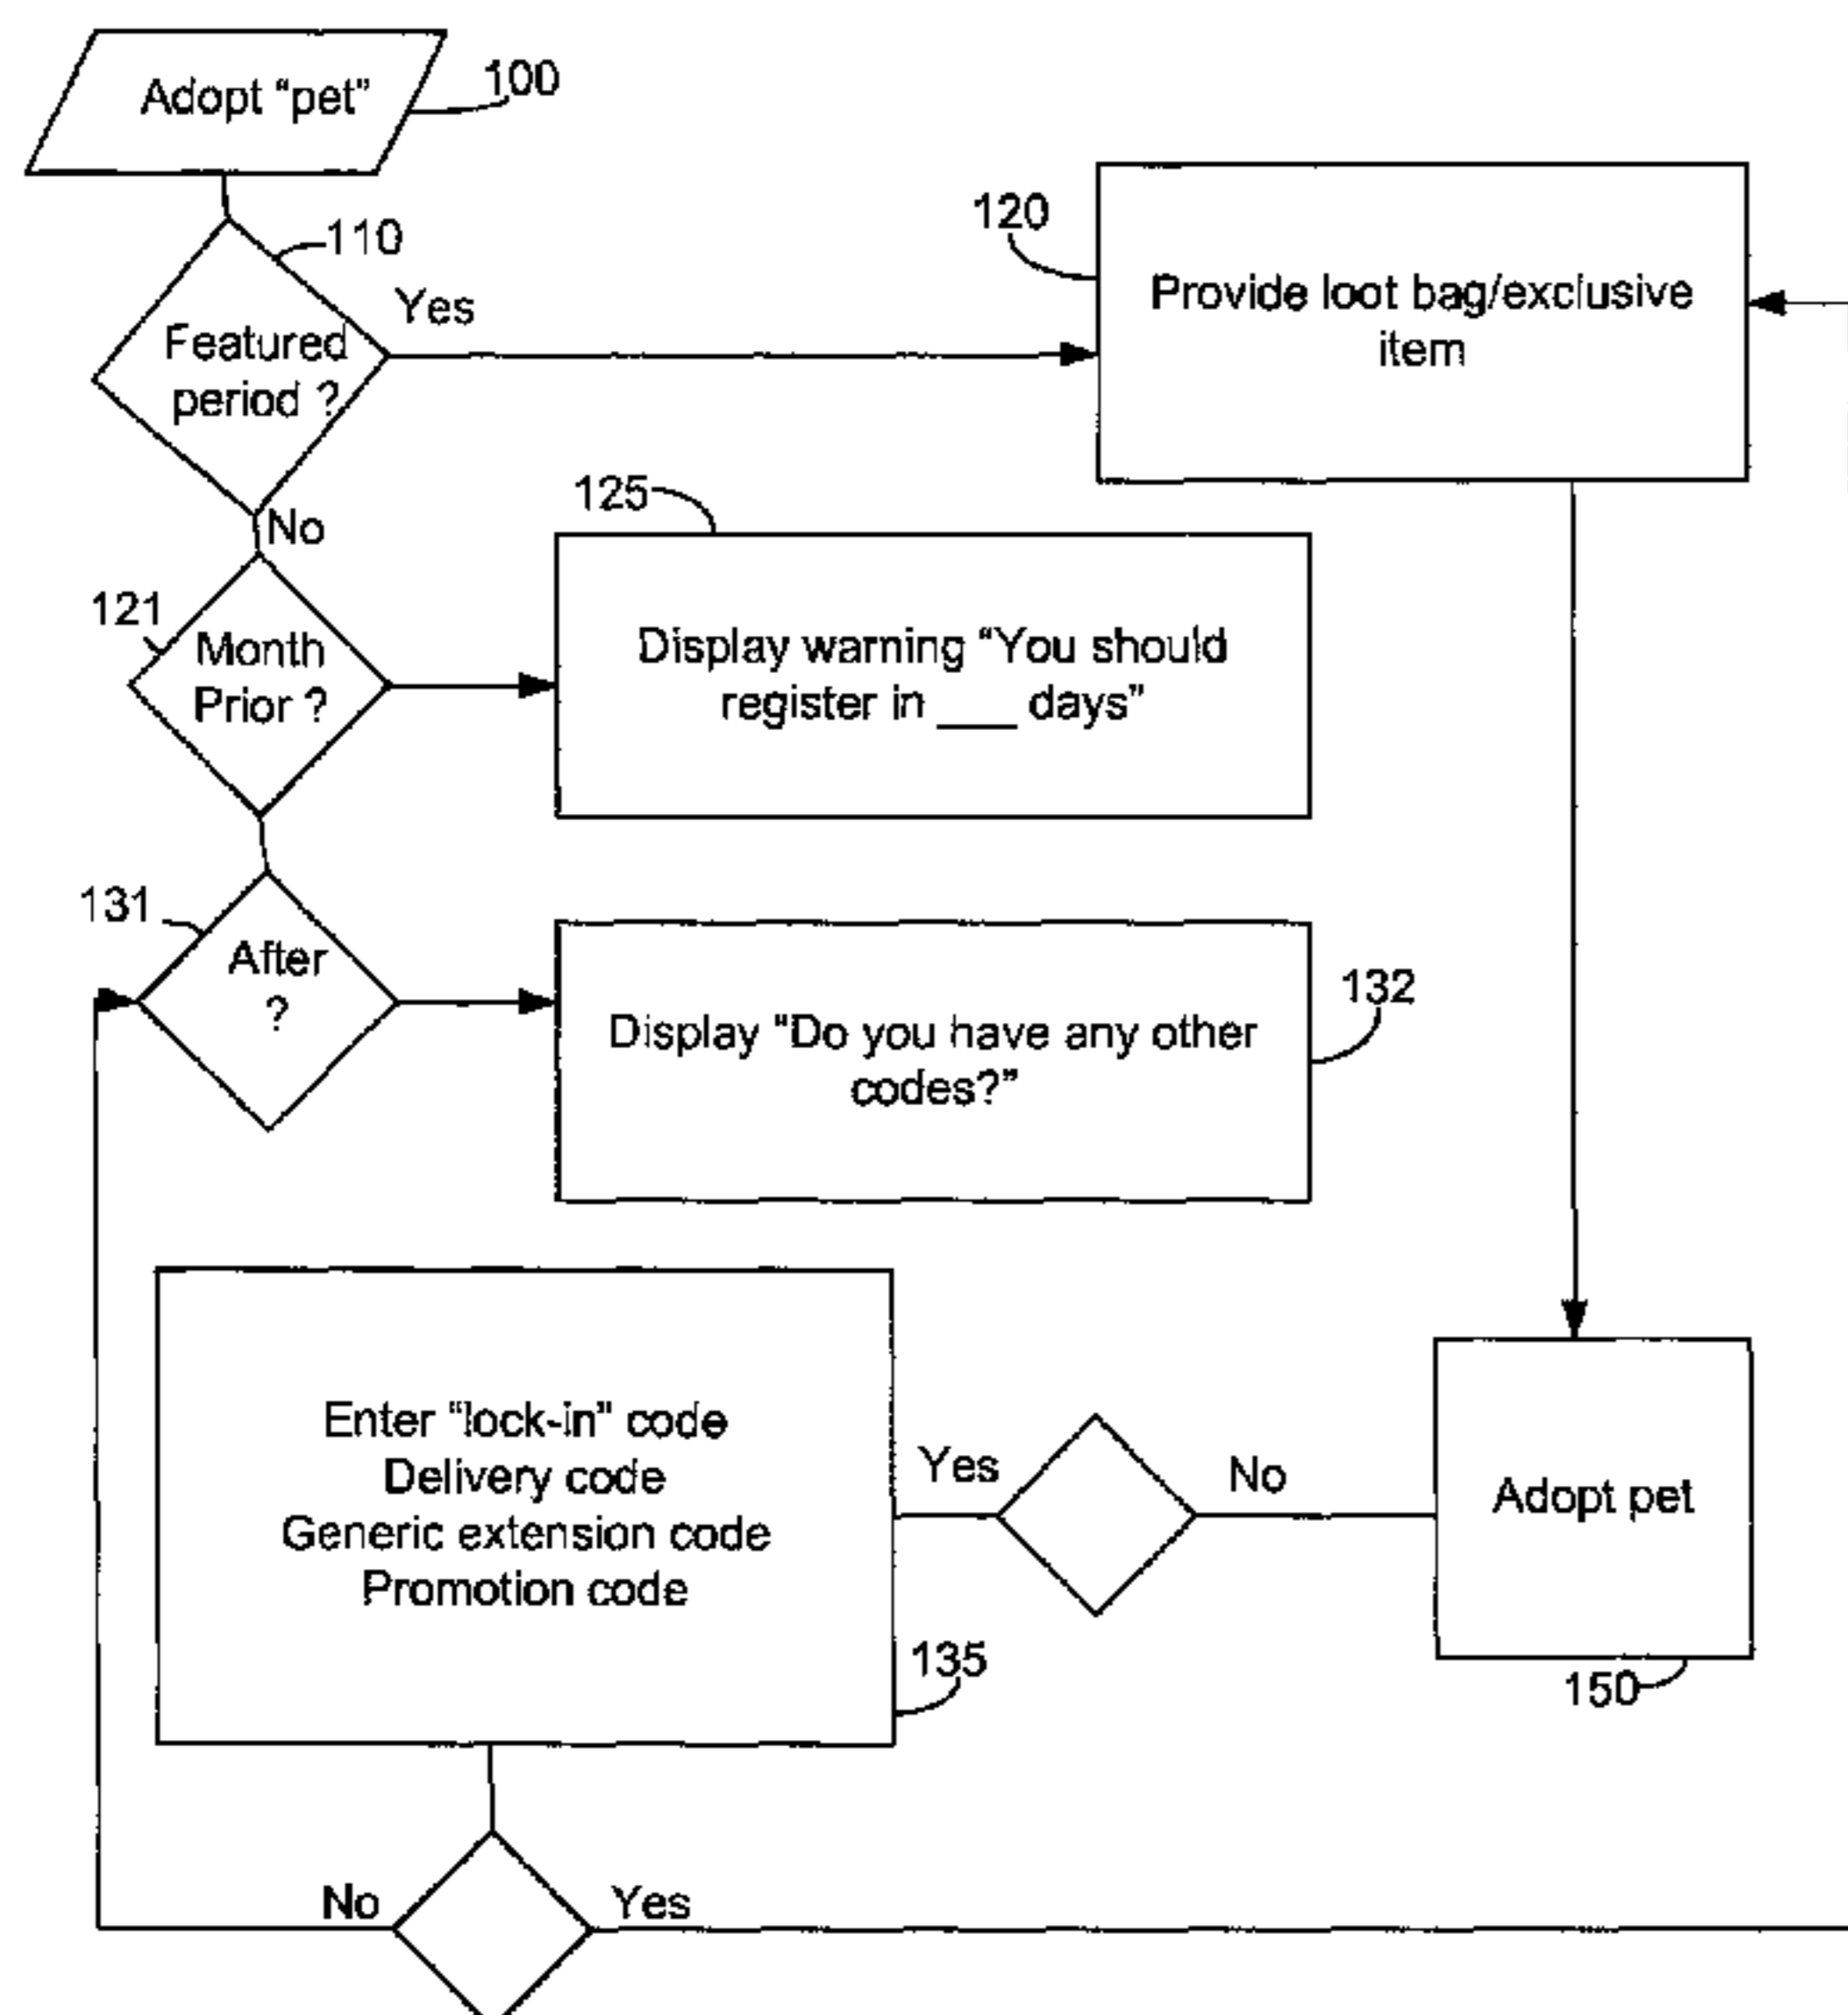 Adopt “pet”
100
110
Yes
Featured
period ?
120
Provide loot bag/exclusive
item
No
125
121
Month
Prior ?
Display warning “You should
register in ___ days”
131
After
?
132
Display “Do you have any other
codes?”
Enter “lock-in” code
Delivery code
Generic extension code
Promotion code
Yes
No
Adopt pet
135
150
No
Yes